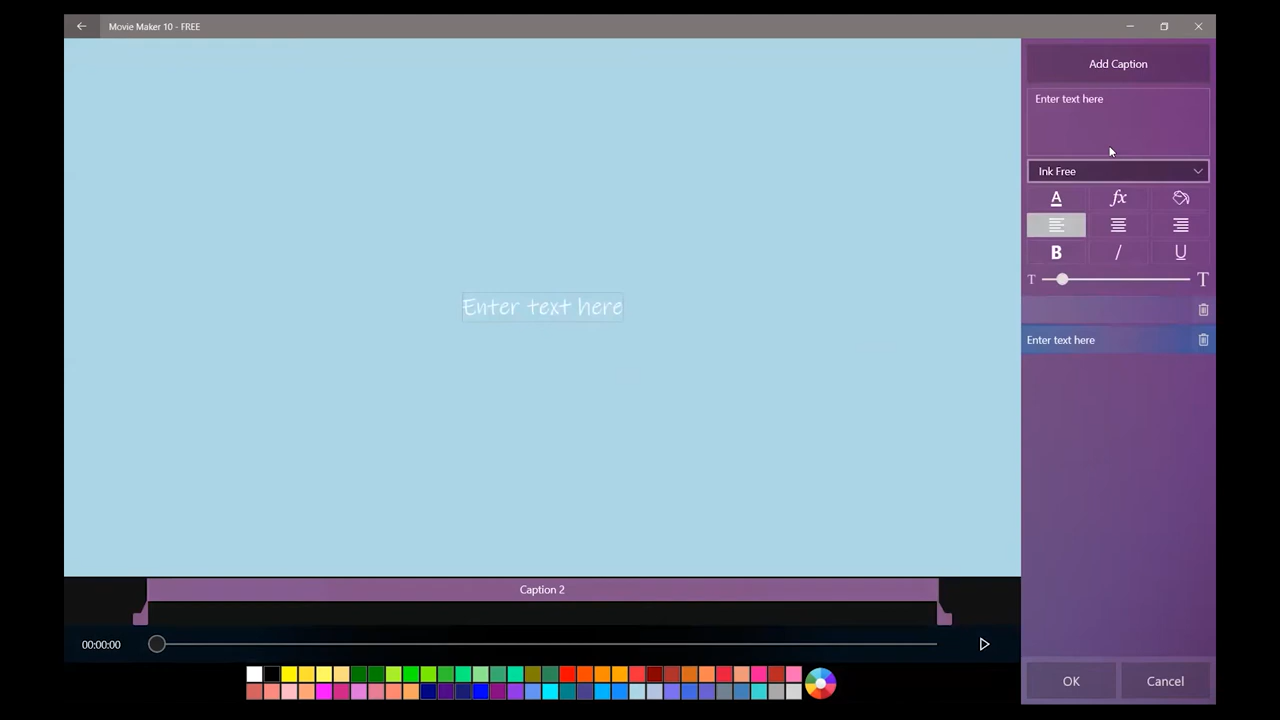 Movie Maker 10 - FREE
Add Caption
Enter text here
Ink Free
A
fx
B
I
U
T
T
Enter text here
Enter text here
Caption 2
00:00:00
OK
Cancel